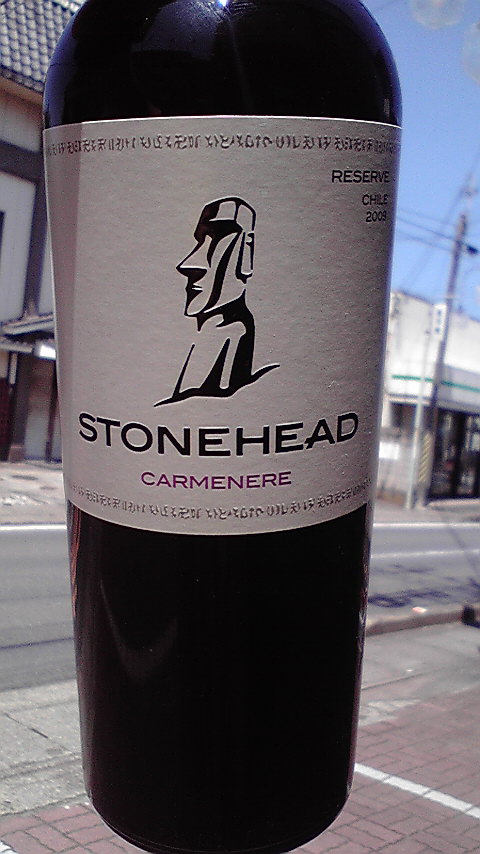 RESERVE
CHILE
2009
STONEHEAD
CARMENERE